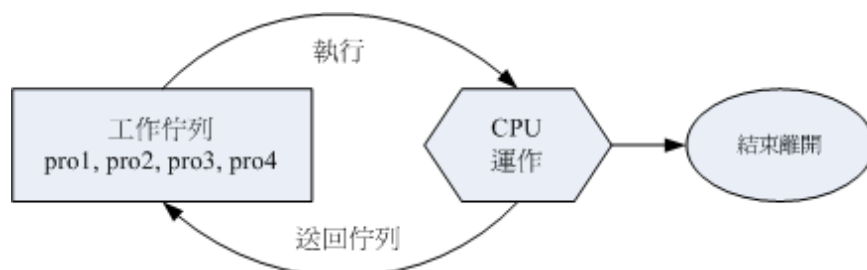 執行
工作佇列
pro1, pro2, pro3, pro4
CPU
運作
結束離開
送回佇列